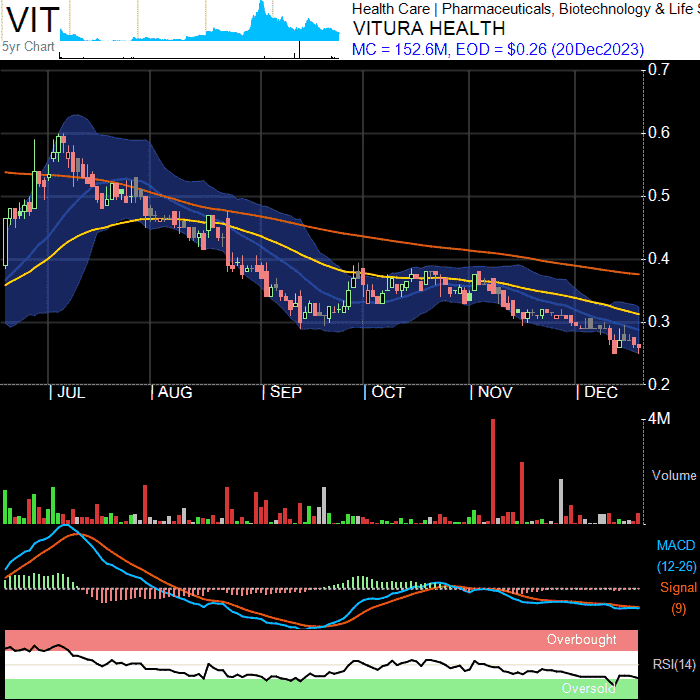 VIT
5yr Chart
Health Care | Pharmaceuticals, Biotechnology & Life S
VITURA HEALTH
MC = 152.6M, EOD = $0.26 (20Dec2023)
0.7
0.6
0.5
0.4
0.3
0.2
JUL AUG SEP OCT NOV DEC
4M
Volume
MACD
(12-26)
Signal
(9)
Overbought
RSI(14)
Oversold